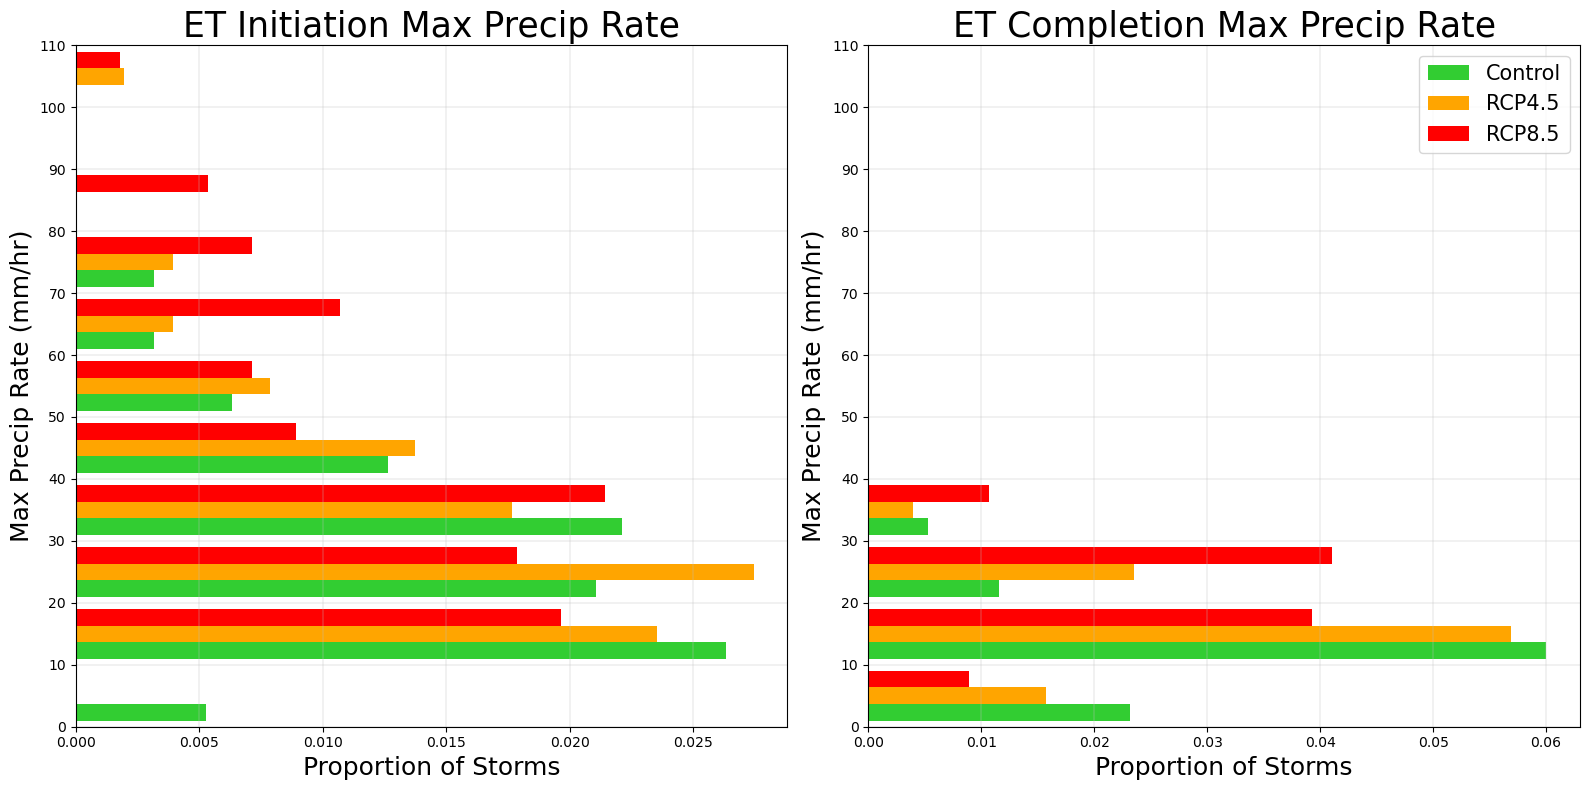 ET Initiation Max Precip Rate
Max Precip Rate (mm/hr)
110
100
90
80
70
60
50
40
30
20
10
0
0.000 0.005 0.010 0.015 0.020 0.025
Proportion of Storms
ET Completion Max Precip Rate
Control
RCP4.5
RCP8.5
Max Precip Rate (mm/hr)
110
100
90
80
70
60
50
40
30
20
10
0
0.00 0.01 0.02 0.03 0.04 0.05 0.06
Proportion of Storms